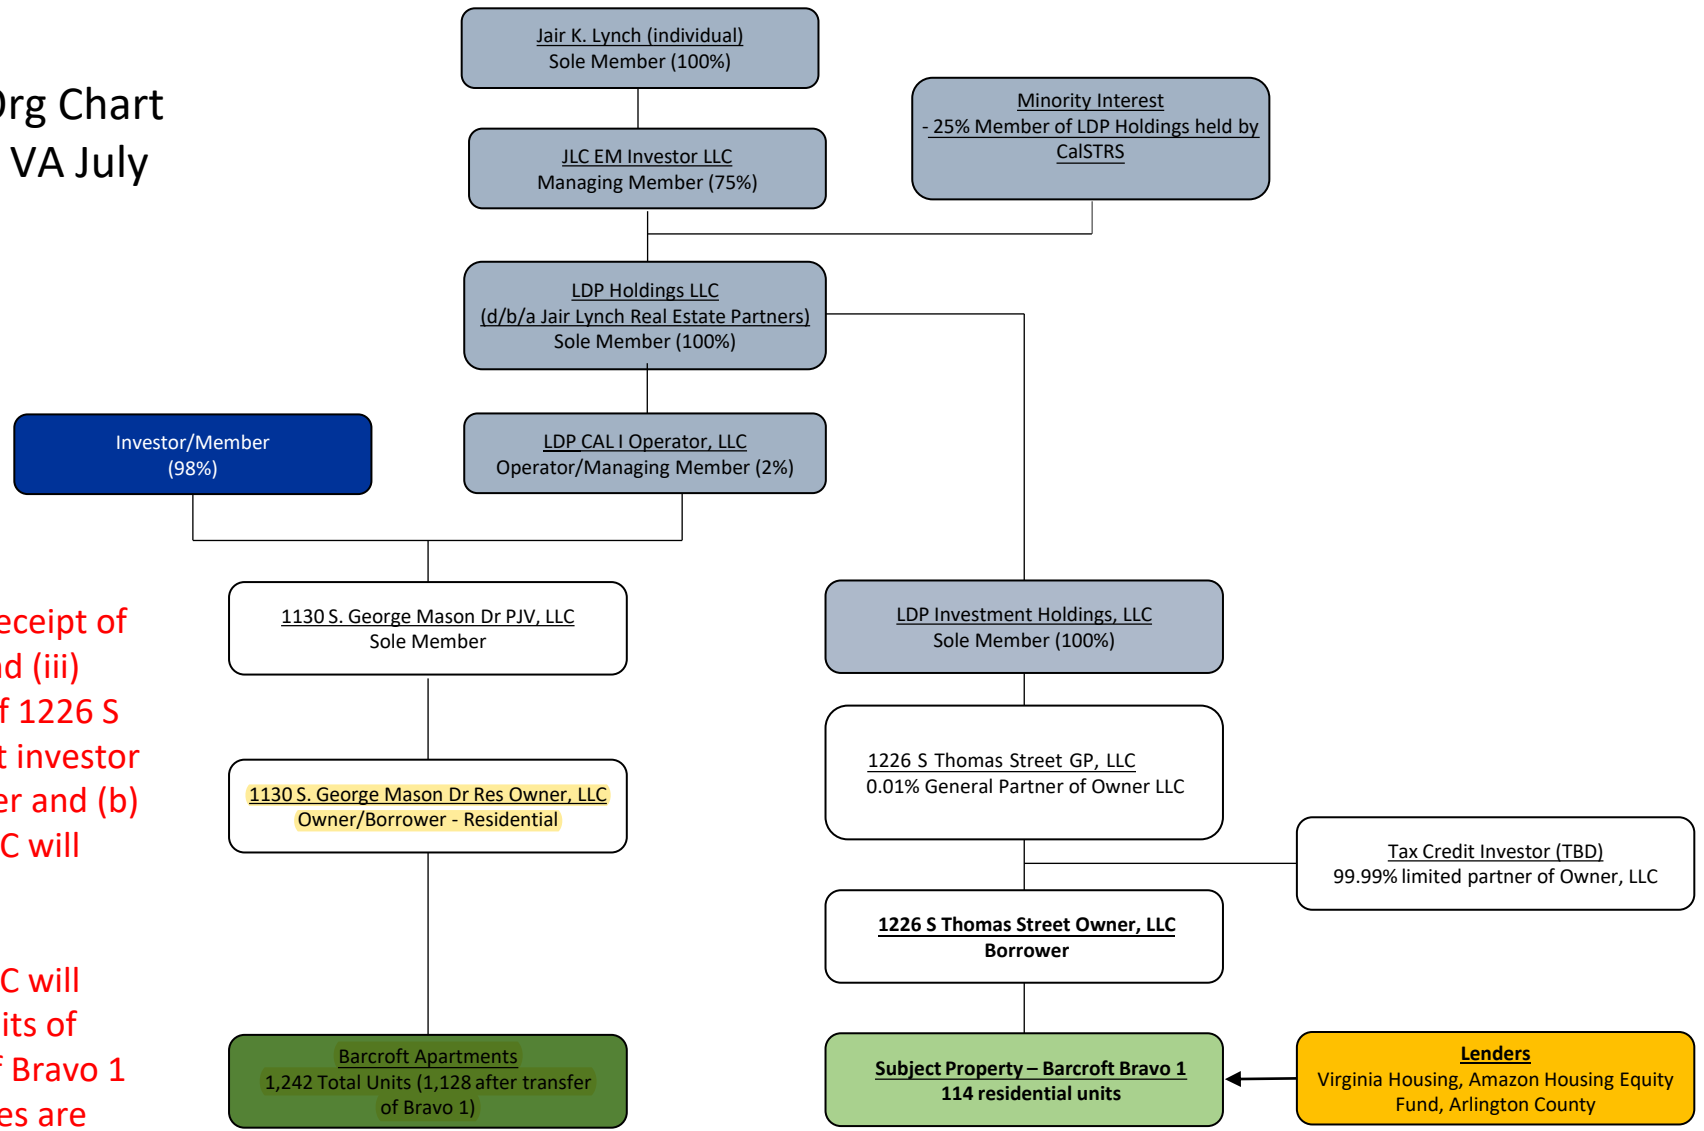 Jair K. Lynch (individual)
Sole Member (100%)
Org Chart
VA July
Minority Interest
- 25% Member of LDP Holdings held by
CalSTRS
JLC EM Investor LLC
Managing Member (75%)
LDP Holdings LLC
(d/b/a Jair Lynch Real Estate Partners)
Sole Member (100%)
Investor/Member
(98%)
LDP CAL I Operator, LLC
Operator/Managing Member (2%)
1130 S. George Mason Dr PJV, LLC
Sole Member
LDP Investment Holdings, LLC
Sole Member (100%)
eceipt of
nd (iii)
f 1226 S
t investor
er and (b)
C will
1226 S Thomas Street GP, LLC
0.01% General Partner of Owner LLC
1130 S. George Mason Dr Res Owner, LLC
Owner/Borrower - Residential
Tax Credit Investor (TBD)
99.99% limited partner of Owner, LLC
1226 S Thomas Street Owner, LLC
Borrower
C will
its of
f Bravo 1
es are
Barcroft Apartments
1,242 Total Units (1,128 after transfer
of Bravo 1)
Subject Property – Barcroft Bravo 1
114 residential units
Lenders
Virginia Housing, Amazon Housing Equity
Fund, Arlington County